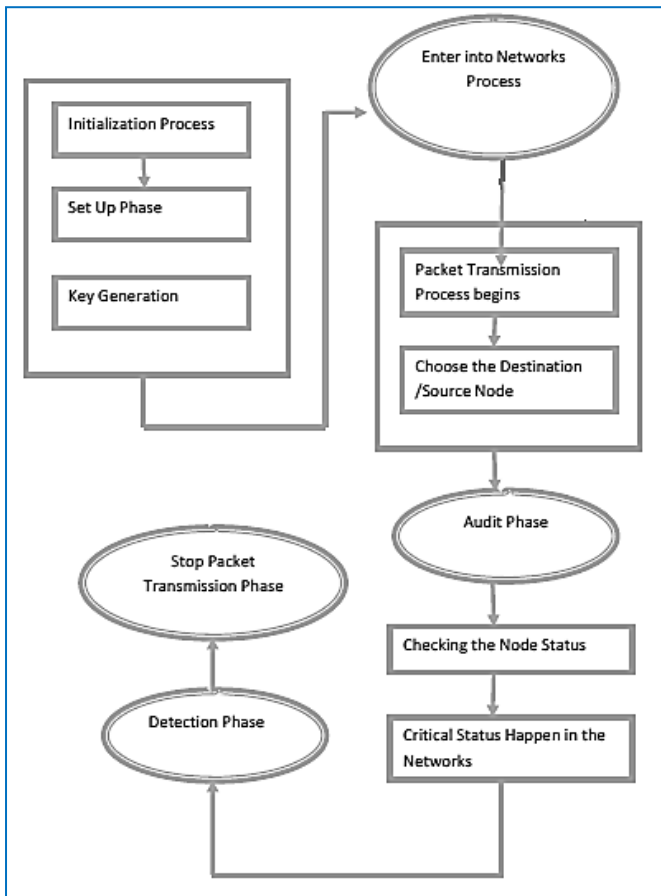 Initialization Process
Set Up Phase
Key Generation
Enter into Networks
Process
Packet Transmission
Process begins
Choose the Destination
/Source Node
Audit Phase
Checking the Node Status
Critical Status Happen in the
Networks
Detection Phase
Stop Packet
Transmission Phase